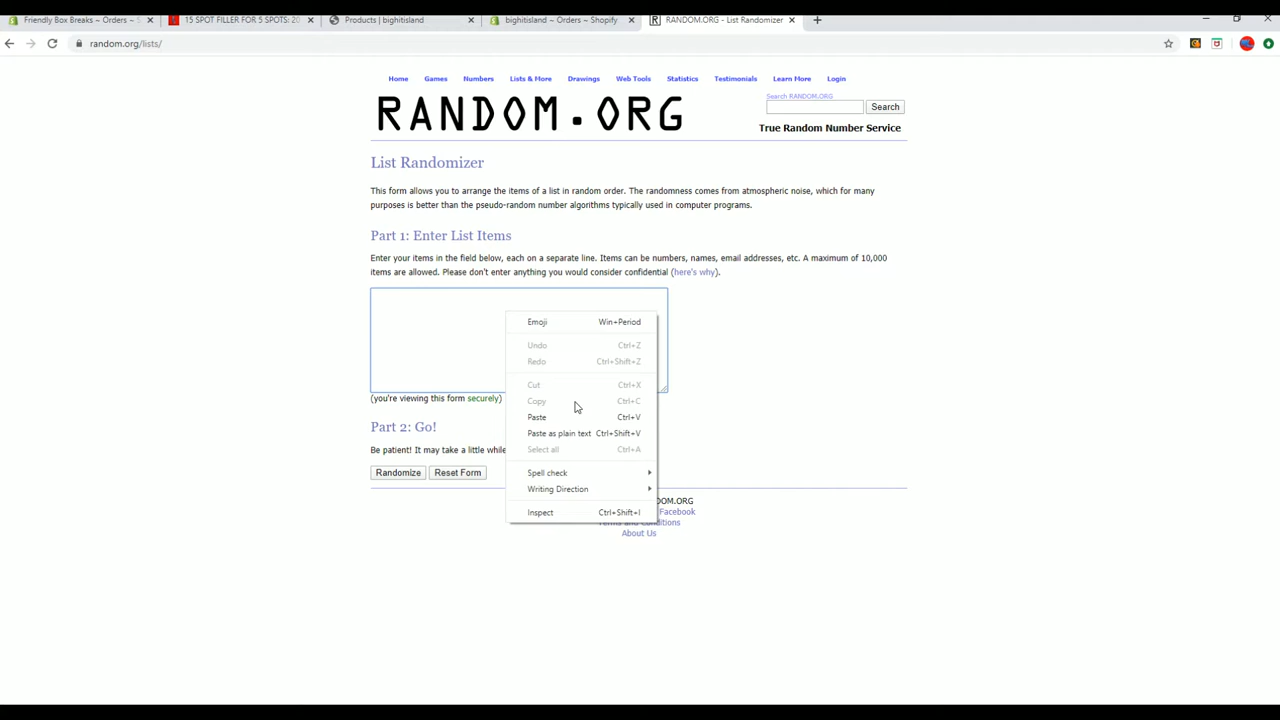 Friendly Box Breaks ~ Orders ~ S
15 SPOT FILLER FOR 5 SPOTS: 20
Products | bighitisland
bighitisland ~ Orders ~ Shopify
RANDOM.ORG - List Randomizer
random.org/lists/
Home Games Numbers Lists & More Drawings Web Tools Statistics Testimonials Learn More Login
RANDOM.ORG
Search RANDOM.ORG
Search
True Random Number Service
List Randomizer
This form allows you to arrange the items of a list in random order. The randomness comes from atmospheric noise, which for many
purposes is better than the pseudo-random number algorithms typically used in computer programs.
Part 1: Enter List Items
Enter your items in the field below, each on a separate line. Items can be numbers, names, email addresses, etc. A maximum of 10,000
items are allowed. Please don't enter anything you would consider confidential (here's why).
Emoji Win+Period
Undo Ctrl+Z
Redo Ctrl+Shift+Z
Cut Ctrl+X
Copy Ctrl+C
Paste Ctrl+V
Paste as plain text Ctrl+Shift+V
Select all Ctrl+A
Spell check
Writing Direction
Inspect Ctrl+Shift+I
(you're viewing this form securely)
Part 2: Go!
Be patient! It may take a little while
Randomize Reset Form
OM.ORG
Facebook
Terms and Conditions
About Us